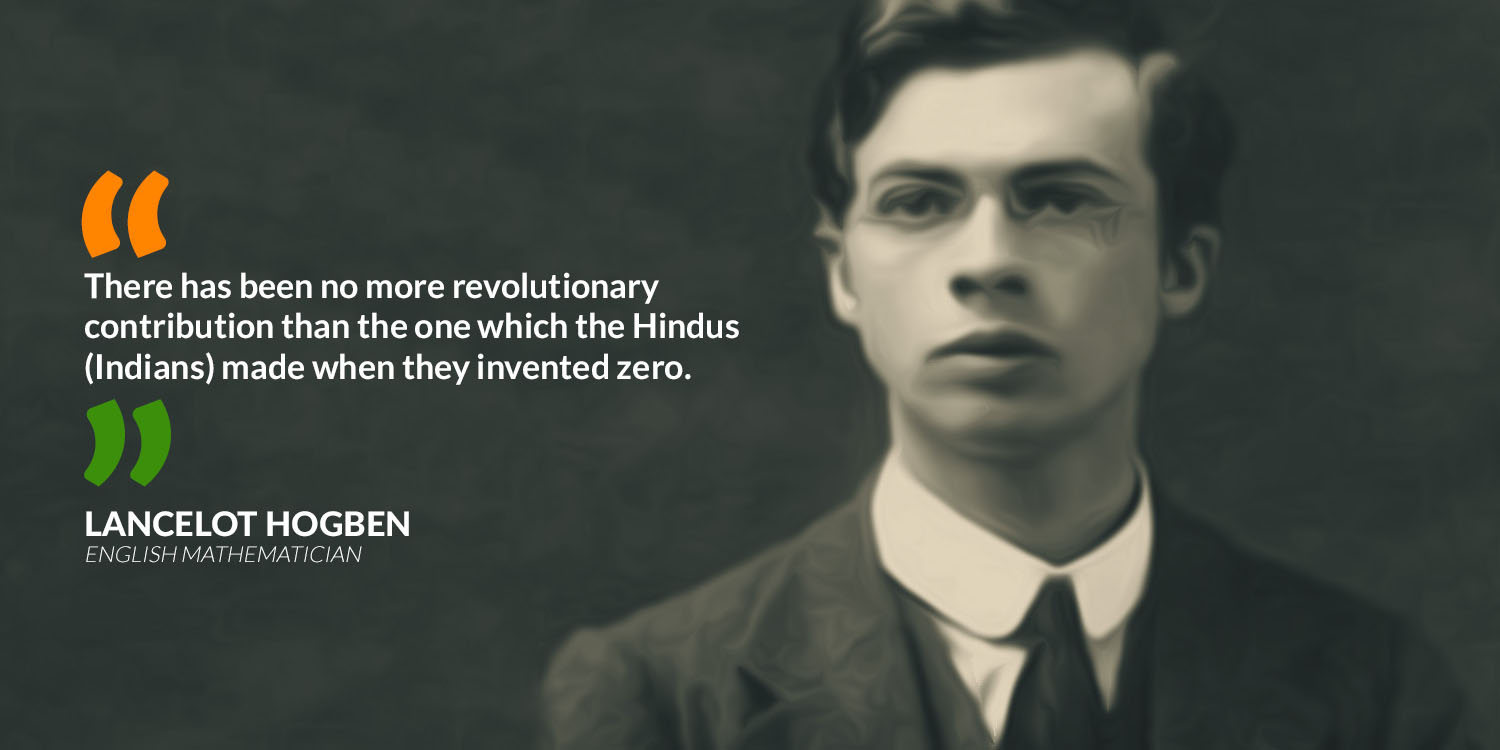 “
There has been no more revolutionary
contribution than the one which the Hindus
(Indians) made when they invented zero.
”
LANCELOT HOGBEN
ENGLISH MATHEMATICIAN